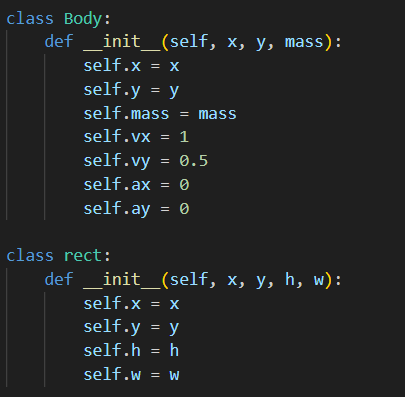 class Body:
    def __init__(self, x, y, mass):
        self.x = x
        self.y = y
        self.mass = mass
        self.vx = 1
        self.vy = 0.5
        self.ax = 0
        self.ay = 0

class rect:
    def __init__(self, x, y, h, w):
        self.x = x
        self.y = y
        self.h = h
        self.w = w